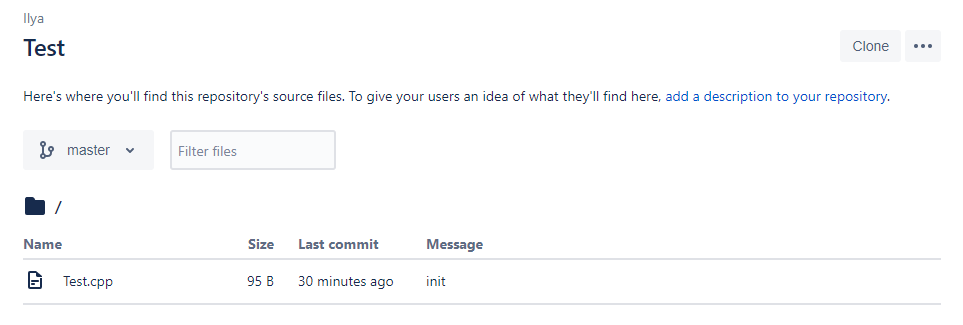 Ilya
Test
Clone
Here's where you'll find this repository's source files. To give your users an idea of what they'll find here, add a description to your repository.
master
Filter files
/
Name Size Last commit Message
Test.cpp 95 B 30 minutes ago init